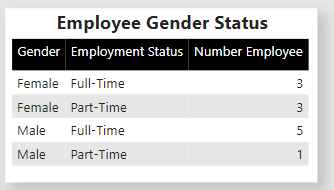 Employee Gender Status
Gender Employment Status Number Employee
Female Full-Time 3
Female Part-Time 3
Male Full-Time 5
Male Part-Time 1